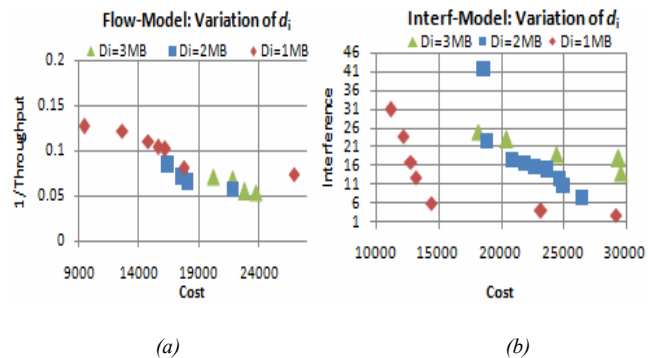 Flow-Model: Variation of di
Di=3MB Di=2MB Di=1MB
0.2
0.15
0.1
0.05
0
1/Throughput
9000 14000 19000 24000
Cost
(a)
Interf-Model: Variation of di
Di=3MB Di=2MB Di=1MB
46
41
36
31
26
21
16
11
6
1
Interference
10000 15000 20000 25000 30000
Cost
(b)